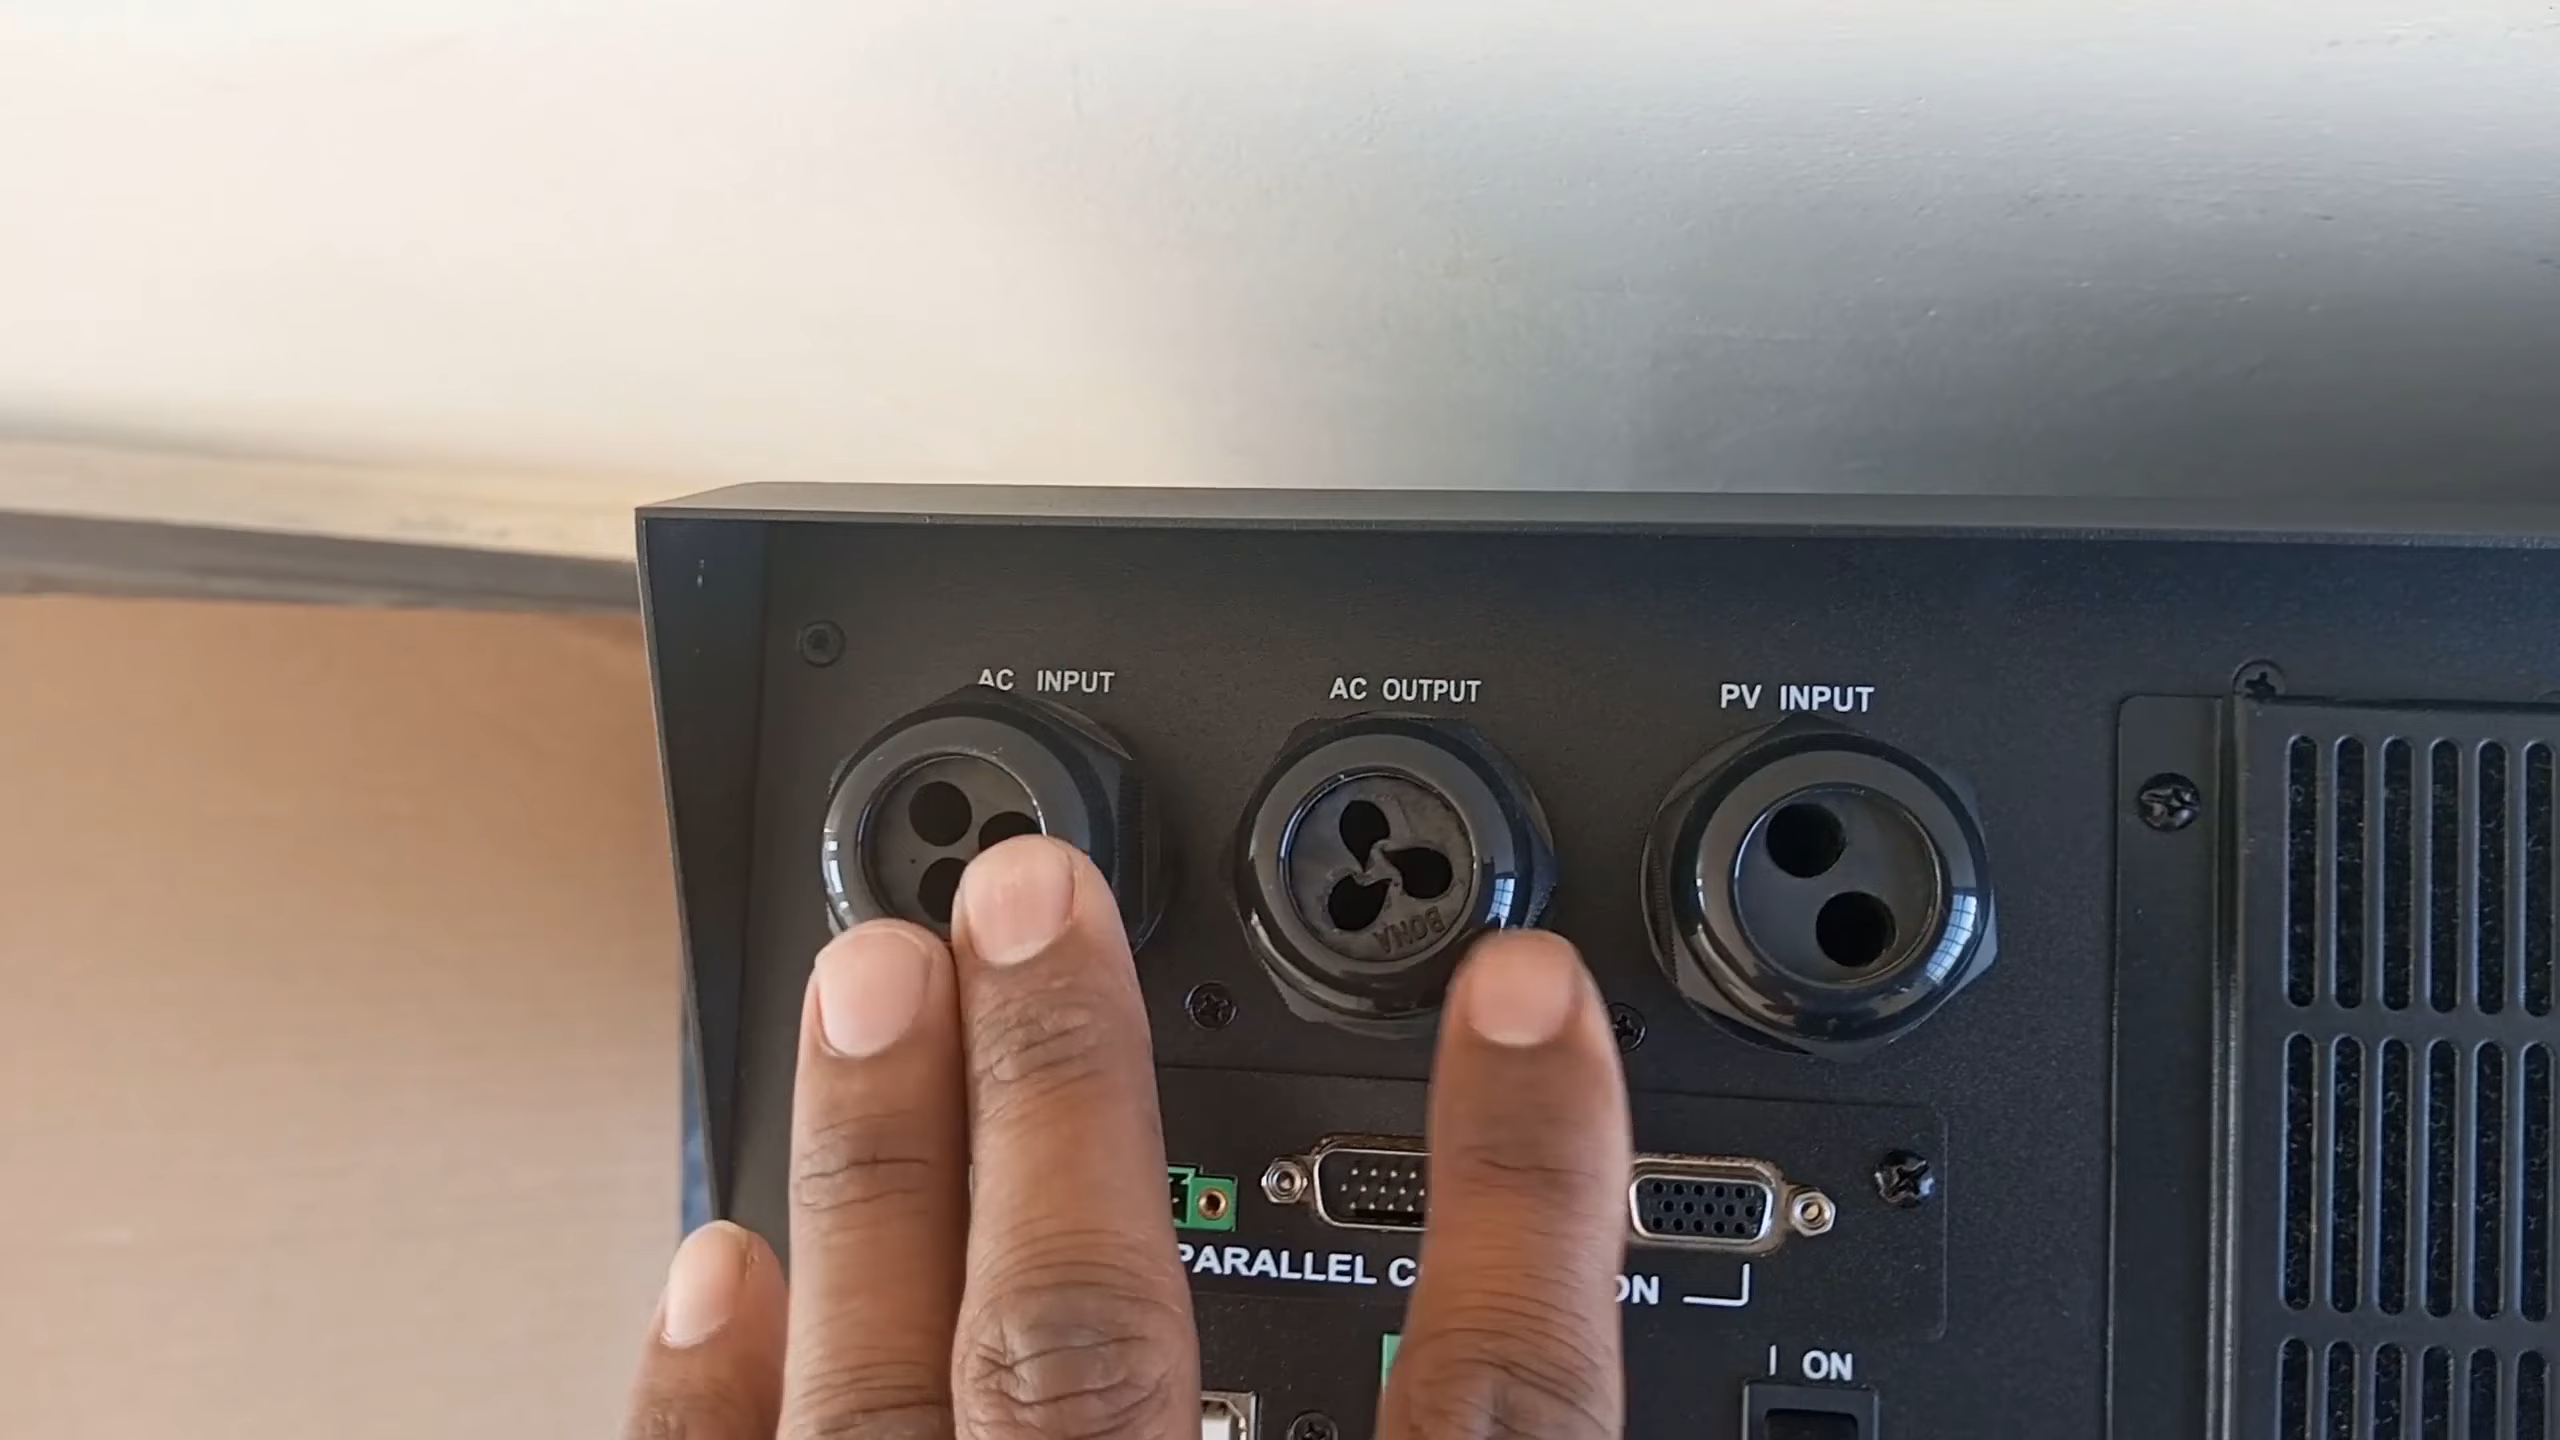 AC INPUT
AC OUTPUT
PV INPUT
BONA
PARALLEL C ON
| ON